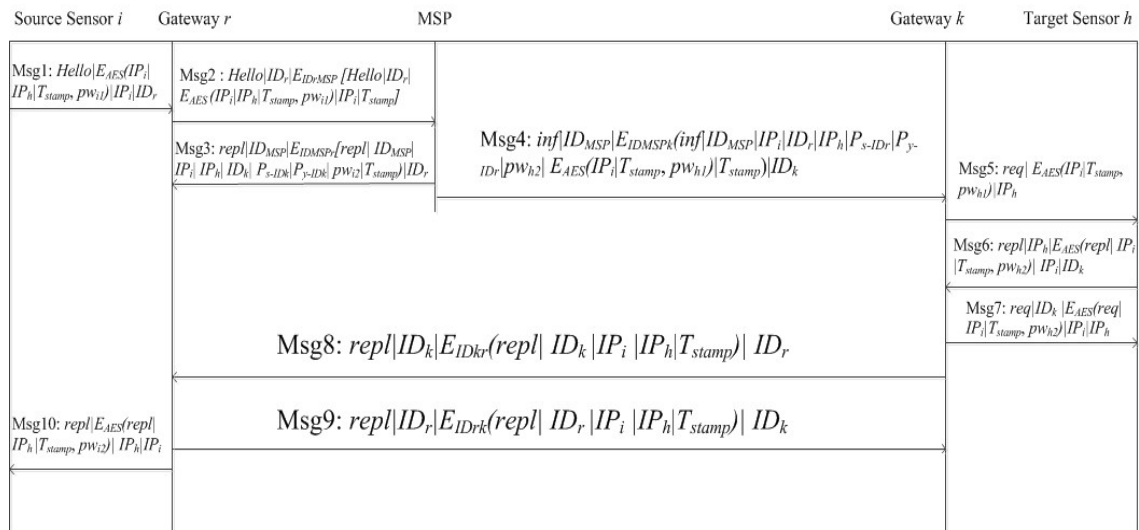 Source Sensor i Gateway r MSP Gateway k Target Sensor h
Msg1: Hello|E_AES(IP_i|
IP_h|T_stamp, pw_i1)|IP_i|ID_r
Msg2 : Hello|ID_r|E_IDrMSP [Hello|ID_r|
E_AES(IP_i|IP_h|T_stamp, pw_i1)|IP_i|T_stamp]
Msg3: repl|ID_MSP|E_IDMSPr[repl| ID_MSP|
IP_i| IP_h| ID_k| P_s-IDk|P_y-IDk| pw_i2|T_stamp)|ID_r
Msg4: inf|ID_MSP|E_IDMSPk(inf|ID_MSP|IP_i|ID_r|IP_h|P_s-IDr|P_y-
IDr|pw_h2| E_AES(IP_i|T_stamp, pw_h1)|T_stamp)|ID_k
Msg5: req| E_AES(IP_i|T_stamp,
pw_h1)|IP_h
Msg6: repl|IP_h|E_AES(repl| IP_i
|T_stamp, pw_h2)| IP_i|ID_k
Msg7: req|ID_k |E_AES(req|
IP_i|T_stamp, pw_h2)|IP_i|IP_h
Msg8: repl|ID_k|E_IDkr(repl| ID_k |IP_i |IP_h|T_stamp)| ID_r
Msg9: repl|ID_r|E_IDrk(repl| ID_r |IP_i |IP_h|T_stamp)| ID_k
Msg10: repl|E_AES(repl|
IP_h|T_stamp, pw_i2)| IP_h|IP_i